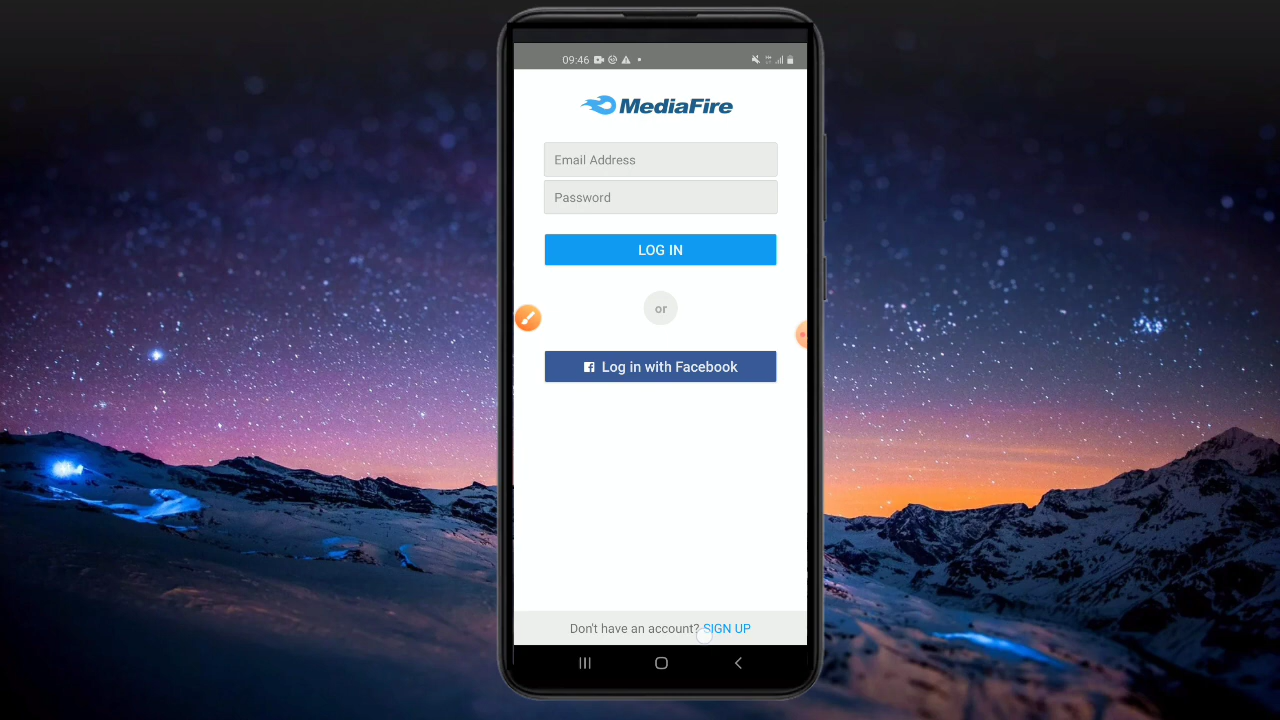 09:46
MediaFire
Email Address
Password
LOG IN
or
Log in with Facebook
Don't have an account? SIGN UP